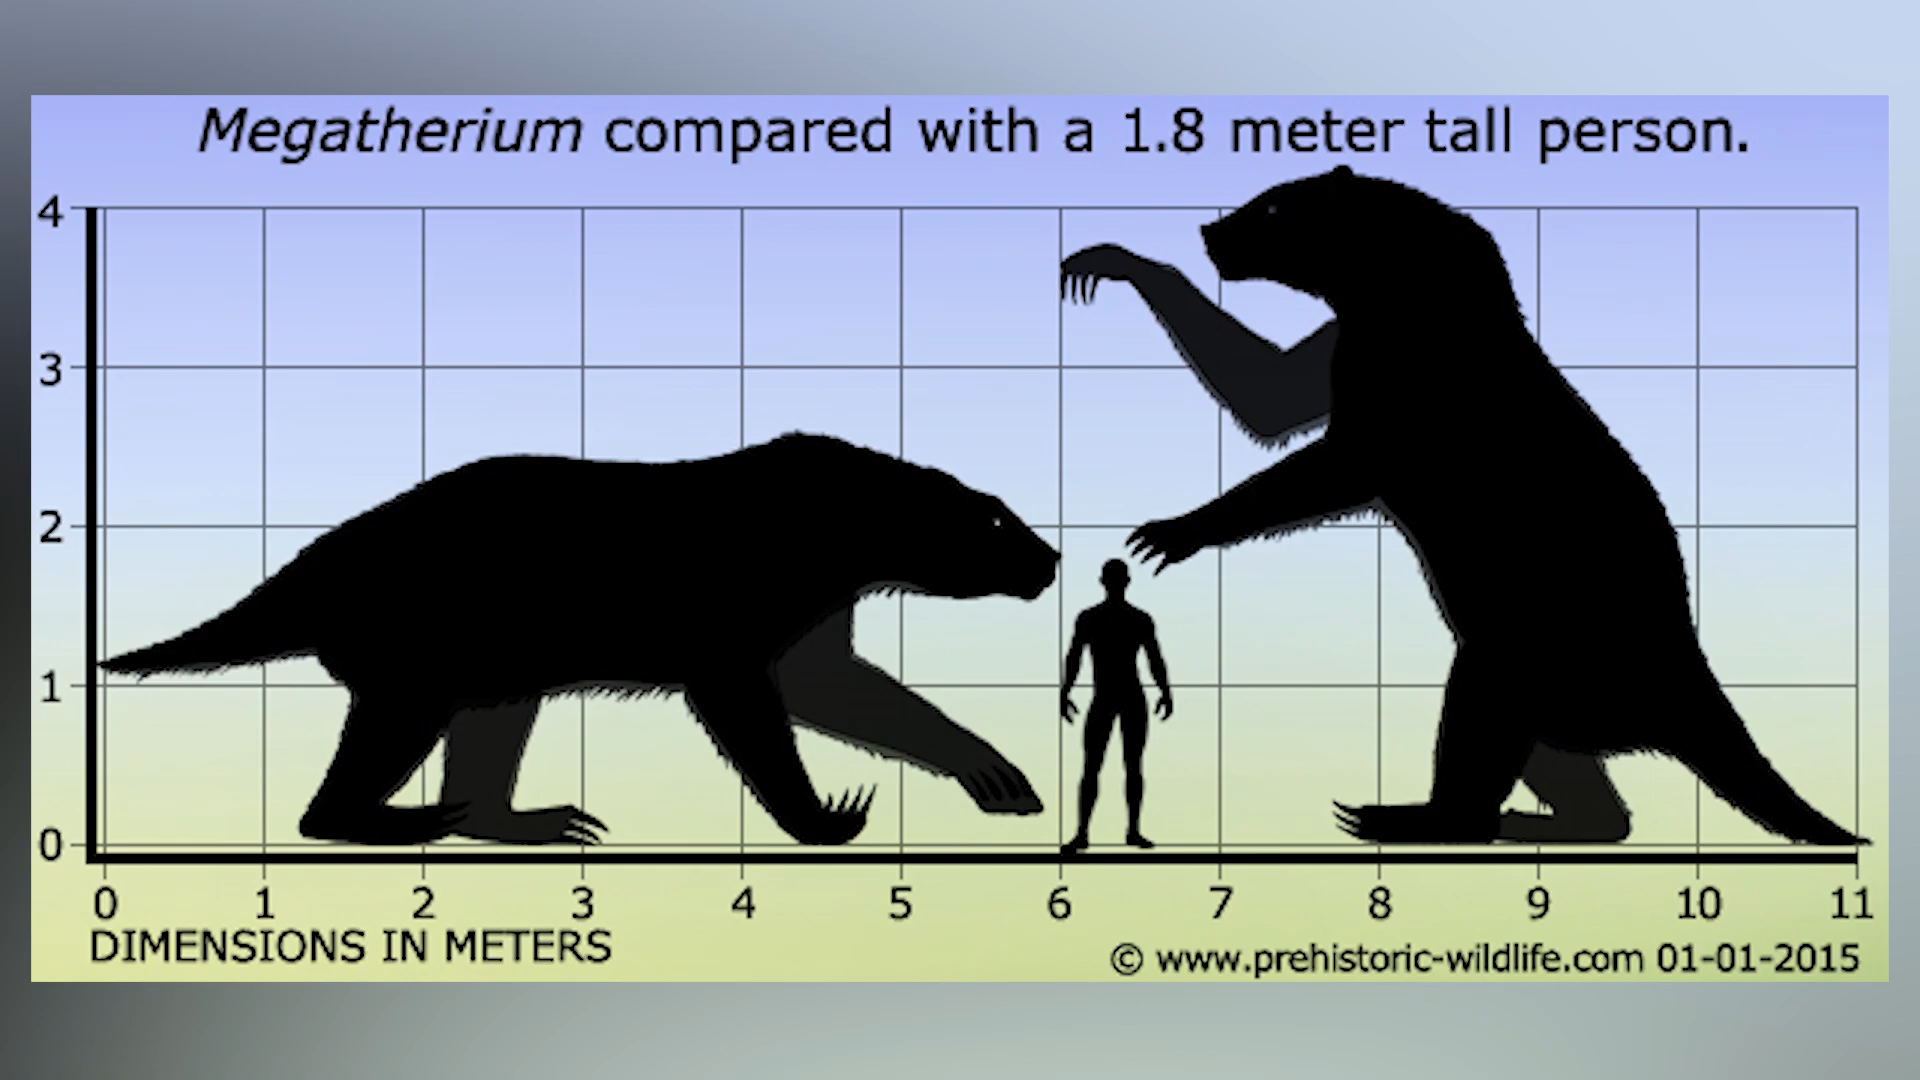 Megatherium compared with a 1.8 meter tall person.
4
3
2
1
0
0 1 2 3 4 5 6 7 8 9 10 11
DIMENSIONS IN METERS
© www.prehistoric-wildlife.com 01-01-2015